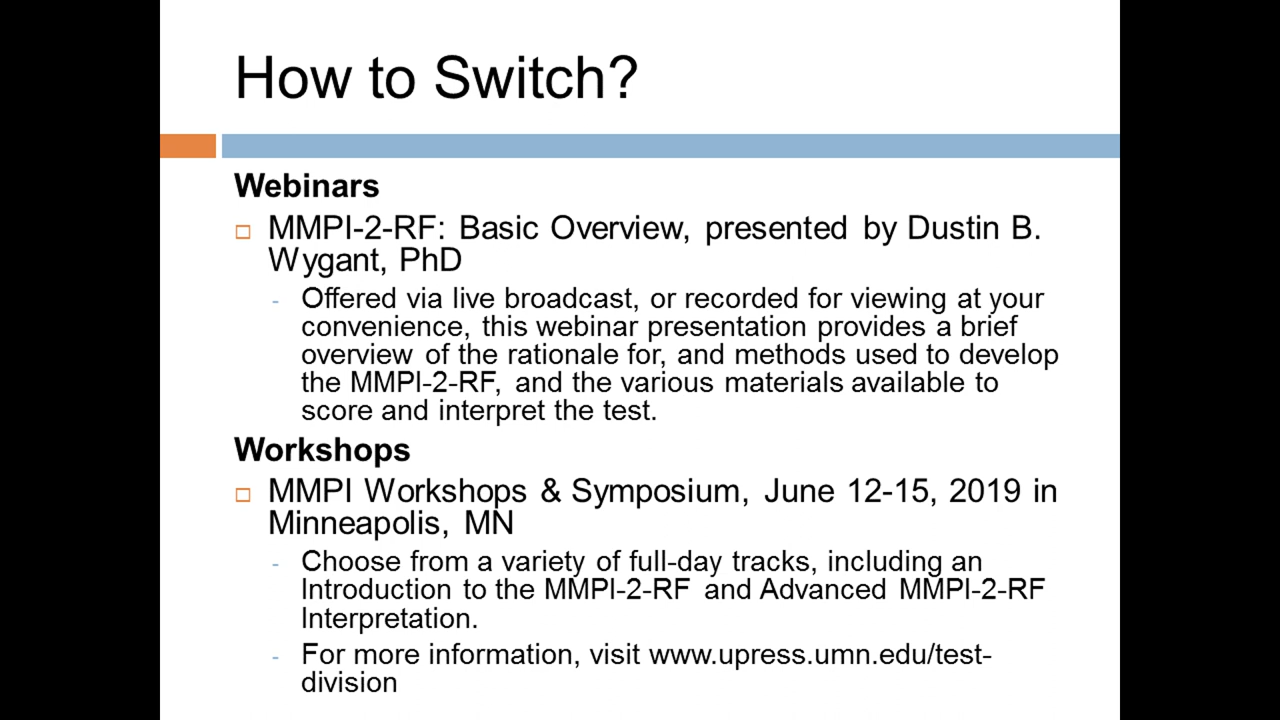 How to Switch?
Webinars
MMPI-2-RF: Basic Overview, presented by Dustin B.
Wygant, PhD
- Offered via live broadcast, or recorded for viewing at your
convenience, this webinar presentation provides a brief
overview of the rationale for, and methods used to develop
the MMPI-2-RF, and the various materials available to
score and interpret the test.
Workshops
MMPI Workshops & Symposium, June 12-15, 2019 in
Minneapolis, MN
- Choose from a variety of full-day tracks, including an
Introduction to the MMPI-2-RF and Advanced MMPI-2-RF
Interpretation.
- For more information, visit www.upress.umn.edu/test-
division